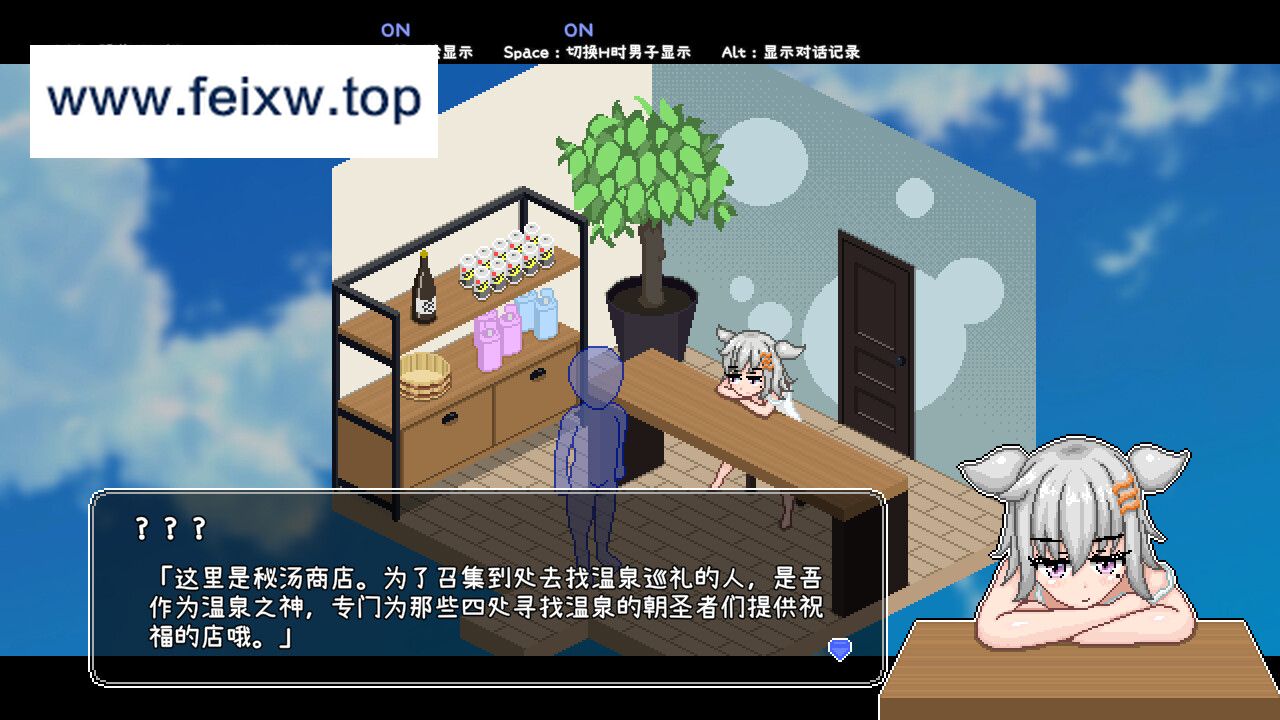 ON ON
显示 Space : 切换H时男子显示 Alt : 显示对话记录
www.feixw.top
? ? ?
「这里是秘汤商店。为了召集到处去找温泉巡礼的人，是吾
作为温泉之神，专门为那些四处寻找温泉的朝圣者们提供祝
福的店哦。」